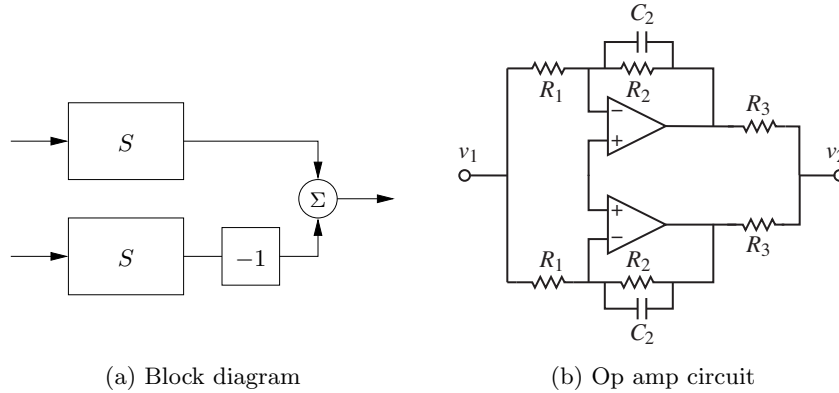 S
Σ
S
−1
(a) Block diagram
C₂
R₁
R₂
R₃
−
+
v₁
v₂
+
−
R₁
R₂
R₃
C₂
(b) Op amp circuit